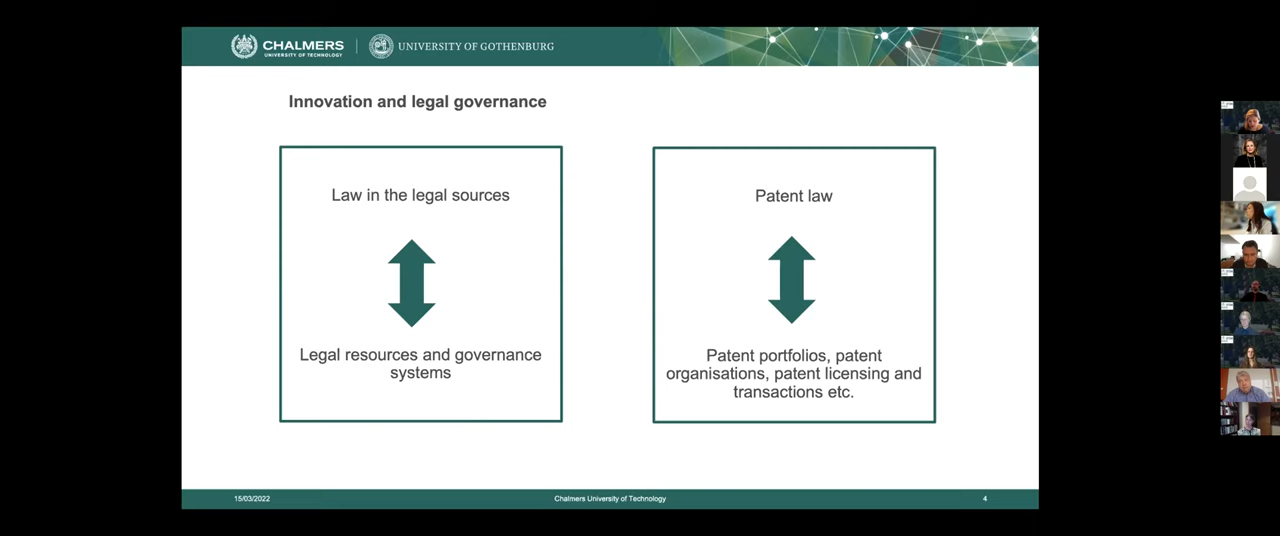 CHALMERS
UNIVERSITY OF TECHNOLOGY
UNIVERSITY OF GOTHENBURG
Innovation and legal governance
Law in the legal sources
Legal resources and governance
systems
Patent law
Patent portfolios, patent
organisations, patent licensing and
transactions etc.
15/03/2022
Chalmers University of Technology
4